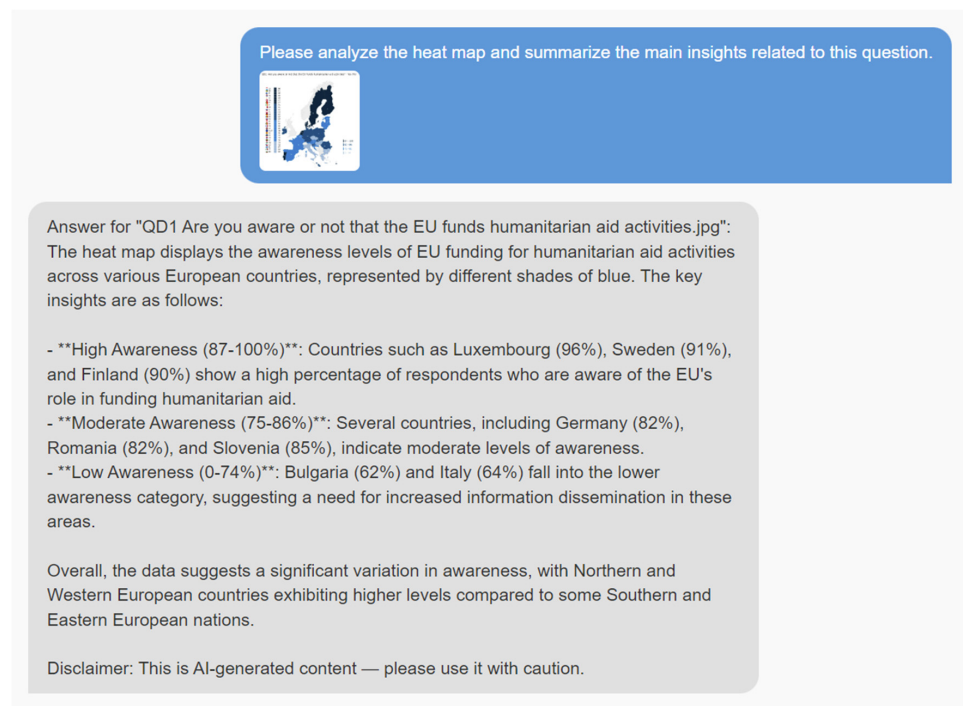 Please analyze the heat map and summarize the main insights related to this question.
Answer for "QD1 Are you aware or not that the EU funds humanitarian aid activities.jpg":
The heat map displays the awareness levels of EU funding for humanitarian aid activities
across various European countries, represented by different shades of blue. The key
insights are as follows:
- **High Awareness (87-100%)**: Countries such as Luxembourg (96%), Sweden (91%),
and Finland (90%) show a high percentage of respondents who are aware of the EU's
role in funding humanitarian aid.
- **Moderate Awareness (75-86%)**: Several countries, including Germany (82%),
Romania (82%), and Slovenia (85%), indicate moderate levels of awareness.
- **Low Awareness (0-74%)**: Bulgaria (62%) and Italy (64%) fall into the lower
awareness category, suggesting a need for increased information dissemination in these
areas.
Overall, the data suggests a significant variation in awareness, with Northern and
Western European countries exhibiting higher levels compared to some Southern and
Eastern European nations.
Disclaimer: This is AI-generated content — please use it with caution.